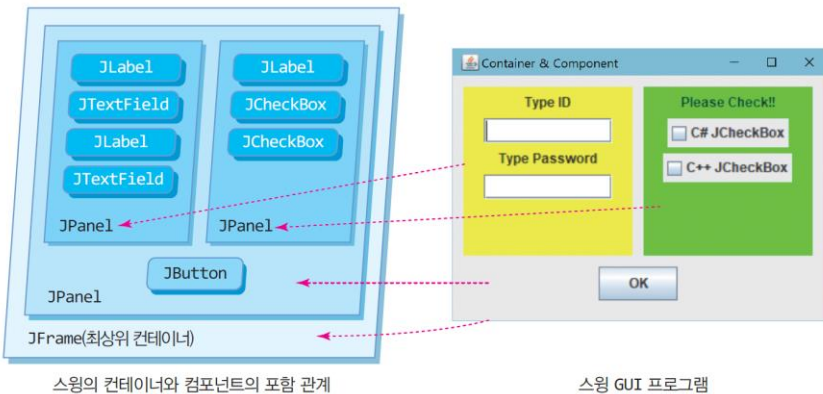 JLabel
JTextField
JLabel
JTextField
JPanel
JLabel
JCheckBox
JCheckBox
JPanel
JButton
JPanel
JFrame(최상위 컨테이너)
스윙의 컨테이너와 컴포넌트의 포함 관계
Container & Component
Type ID
Type Password
Please Check!!
C# JCheckBox
C++ JCheckBox
OK
스윙 GUI 프로그램